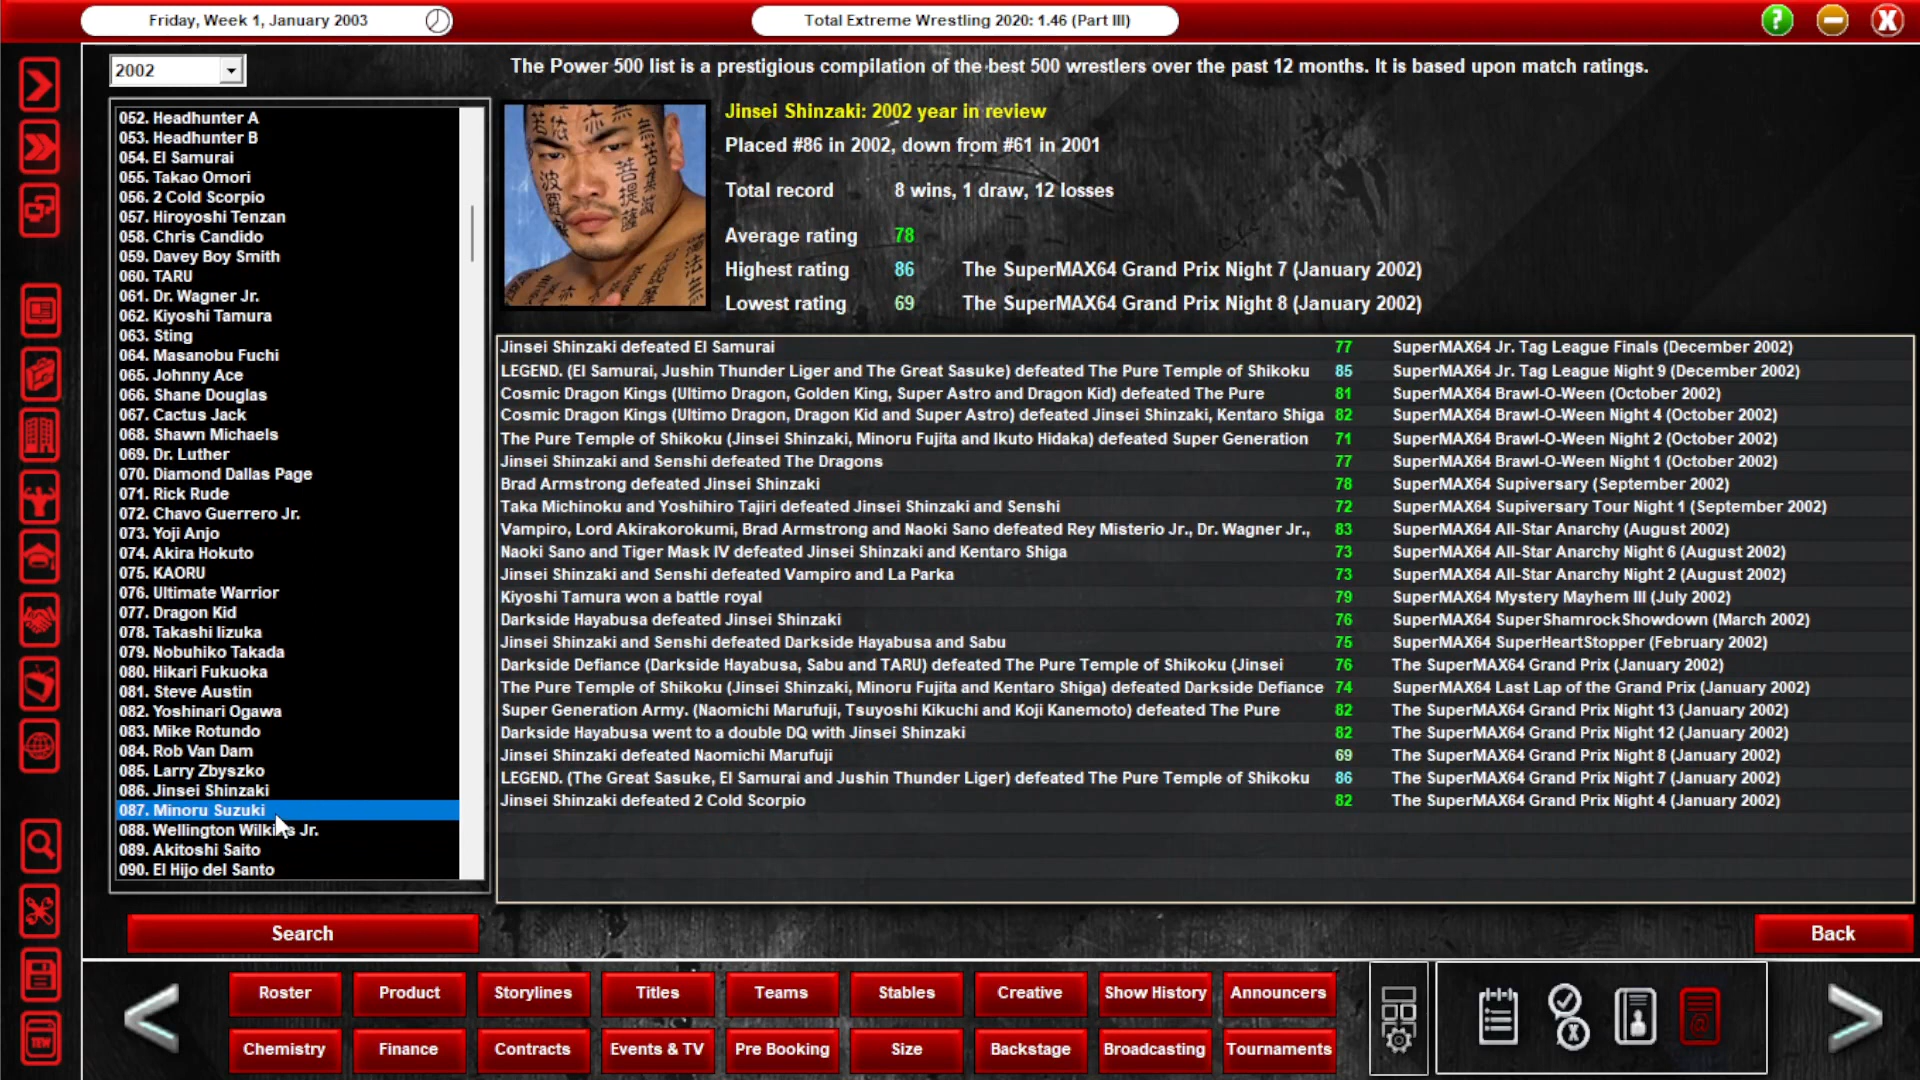 Friday, Week 1, January 2003
Total Extreme Wrestling 2020: 1.46 (Part III)
2002
The Power 500 list is a prestigious compilation of the best 500 wrestlers over the past 12 months. It is based upon match ratings.
052. Headhunter A
053. Headhunter B
054. El Samurai
055. Takao Omori
056. 2 Cold Scorpio
057. Hiroyoshi Tenzan
058. Chris Candido
059. Davey Boy Smith
060. TARU
061. Dr. Wagner Jr.
062. Kiyoshi Tamura
063. Sting
064. Masanobu Fuchi
065. Johnny Ace
066. Shane Douglas
067. Cactus Jack
068. Shawn Michaels
069. Dr. Luther
070. Diamond Dallas Page
071. Rick Rude
072. Chavo Guerrero Jr.
073. Yoji Anjo
074. Akira Hokuto
075. KAORU
076. Ultimate Warrior
077. Dragon Kid
078. Takashi Iizuka
079. Nobuhiko Takada
080. Hikari Fukuoka
081. Steve Austin
082. Yoshinari Ogawa
083. Mike Rotundo
084. Rob Van Dam
085. Larry Zbyszko
086. Jinsei Shinzaki
087. Minoru Suzuki
088. Wellington Wilkins Jr.
089. Akitoshi Saito
090. El Hijo del Santo
Jinsei Shinzaki: 2002 year in review
Placed #86 in 2002, down from #61 in 2001
Total record 8 wins, 1 draw, 12 losses
Average rating 78
Highest rating 86 The SuperMAX64 Grand Prix Night 7 (January 2002)
Lowest rating 69 The SuperMAX64 Grand Prix Night 8 (January 2002)
Jinsei Shinzaki defeated El Samurai 77 SuperMAX64 Jr. Tag League Finals (December 2002)
LEGEND. (El Samurai, Jushin Thunder Liger and The Great Sasuke) defeated The Pure Temple of Shikoku 85 SuperMAX64 Jr. Tag League Night 9 (December 2002)
Cosmic Dragon Kings (Ultimo Dragon, Golden King, Super Astro and Dragon Kid) defeated The Pure 81 SuperMAX64 Brawl-O-Ween (October 2002)
Cosmic Dragon Kings (Ultimo Dragon, Dragon Kid and Super Astro) defeated Jinsei Shinzaki, Kentaro Shiga 82 SuperMAX64 Brawl-O-Ween Night 4 (October 2002)
The Pure Temple of Shikoku (Jinsei Shinzaki, Minoru Fujita and Ikuto Hidaka) defeated Super Generation 71 SuperMAX64 Brawl-O-Ween Night 2 (October 2002)
Jinsei Shinzaki and Senshi defeated The Dragons 77 SuperMAX64 Brawl-O-Ween Night 1 (October 2002)
Brad Armstrong defeated Jinsei Shinzaki 78 SuperMAX64 Supiversary (September 2002)
Taka Michinoku and Yoshihiro Tajiri defeated Jinsei Shinzaki and Senshi 72 SuperMAX64 Supiversary Tour Night 1 (September 2002)
Vampiro, Lord Akirakorokumi, Brad Armstrong and Naoki Sano defeated Rey Misterio Jr., Dr. Wagner Jr., 83 SuperMAX64 All-Star Anarchy (August 2002)
Naoki Sano and Tiger Mask IV defeated Jinsei Shinzaki and Kentaro Shiga 73 SuperMAX64 All-Star Anarchy Night 6 (August 2002)
Jinsei Shinzaki and Senshi defeated Vampiro and La Parka 73 SuperMAX64 All-Star Anarchy Night 2 (August 2002)
Kiyoshi Tamura won a battle royal 79 SuperMAX64 Mystery Mayhem III (July 2002)
Darkside Hayabusa defeated Jinsei Shinzaki 76 SuperMAX64 SuperShamrockShowdown (March 2002)
Jinsei Shinzaki and Senshi defeated Darkside Hayabusa and Sabu 75 SuperMAX64 SuperHeartStopper (February 2002)
Darkside Defiance (Darkside Hayabusa, Sabu and TARU) defeated The Pure Temple of Shikoku (Jinsei 76 The SuperMAX64 Grand Prix (January 2002)
The Pure Temple of Shikoku (Jinsei Shinzaki, Minoru Fujita and Kentaro Shiga) defeated Darkside Defiance 74 SuperMAX64 Last Lap of the Grand Prix (January 2002)
Super Generation Army. (Naomichi Marufuji, Tsuyoshi Kikuchi and Koji Kanemoto) defeated The Pure 82 The SuperMAX64 Grand Prix Night 13 (January 2002)
Darkside Hayabusa went to a double DQ with Jinsei Shinzaki 82 The SuperMAX64 Grand Prix Night 12 (January 2002)
Jinsei Shinzaki defeated Naomichi Marufuji 69 The SuperMAX64 Grand Prix Night 8 (January 2002)
LEGEND. (The Great Sasuke, El Samurai and Jushin Thunder Liger) defeated The Pure Temple of Shikoku 86 The SuperMAX64 Grand Prix Night 7 (January 2002)
Jinsei Shinzaki defeated 2 Cold Scorpio 82 The SuperMAX64 Grand Prix Night 4 (January 2002)
Search
Back
Roster Product Storylines Titles Teams Stables Creative Show History Announcers
Chemistry Finance Contracts Events & TV Pre Booking Size Backstage Broadcasting Tournaments
TEW